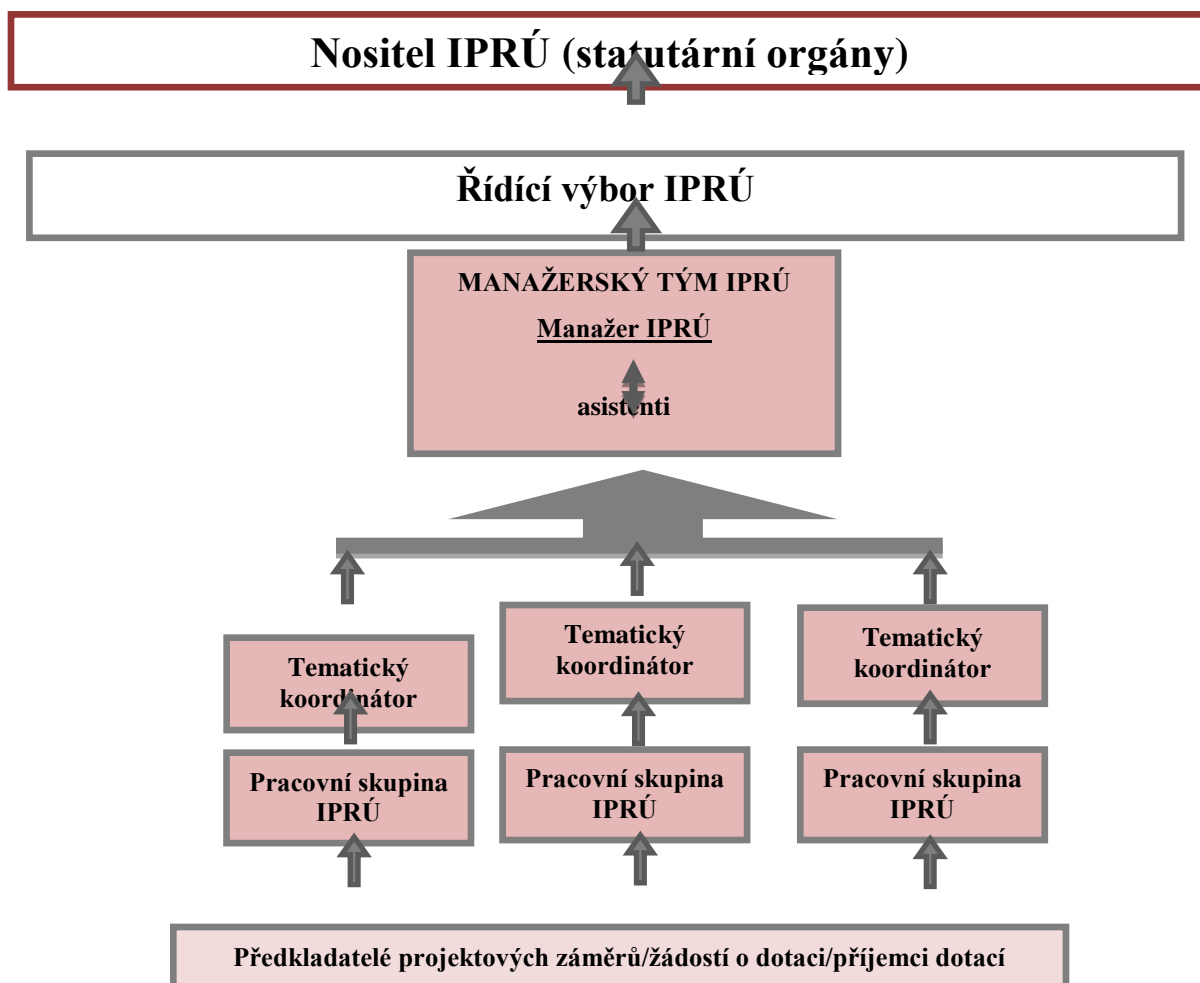 Nositel IPRÚ (statutární orgány)
Řídící výbor IPRÚ
MANAŽERSKÝ TÝM IPRÚ
Manažer IPRÚ
asistenti
Tematický
koordinátor
Tematický
koordinátor
Tematický
koordinátor
Pracovní skupina
IPRÚ
Pracovní skupina
IPRÚ
Pracovní skupina
IPRÚ
Předkladatelé projektových záměrů/žádostí o dotaci/příjemci dotací